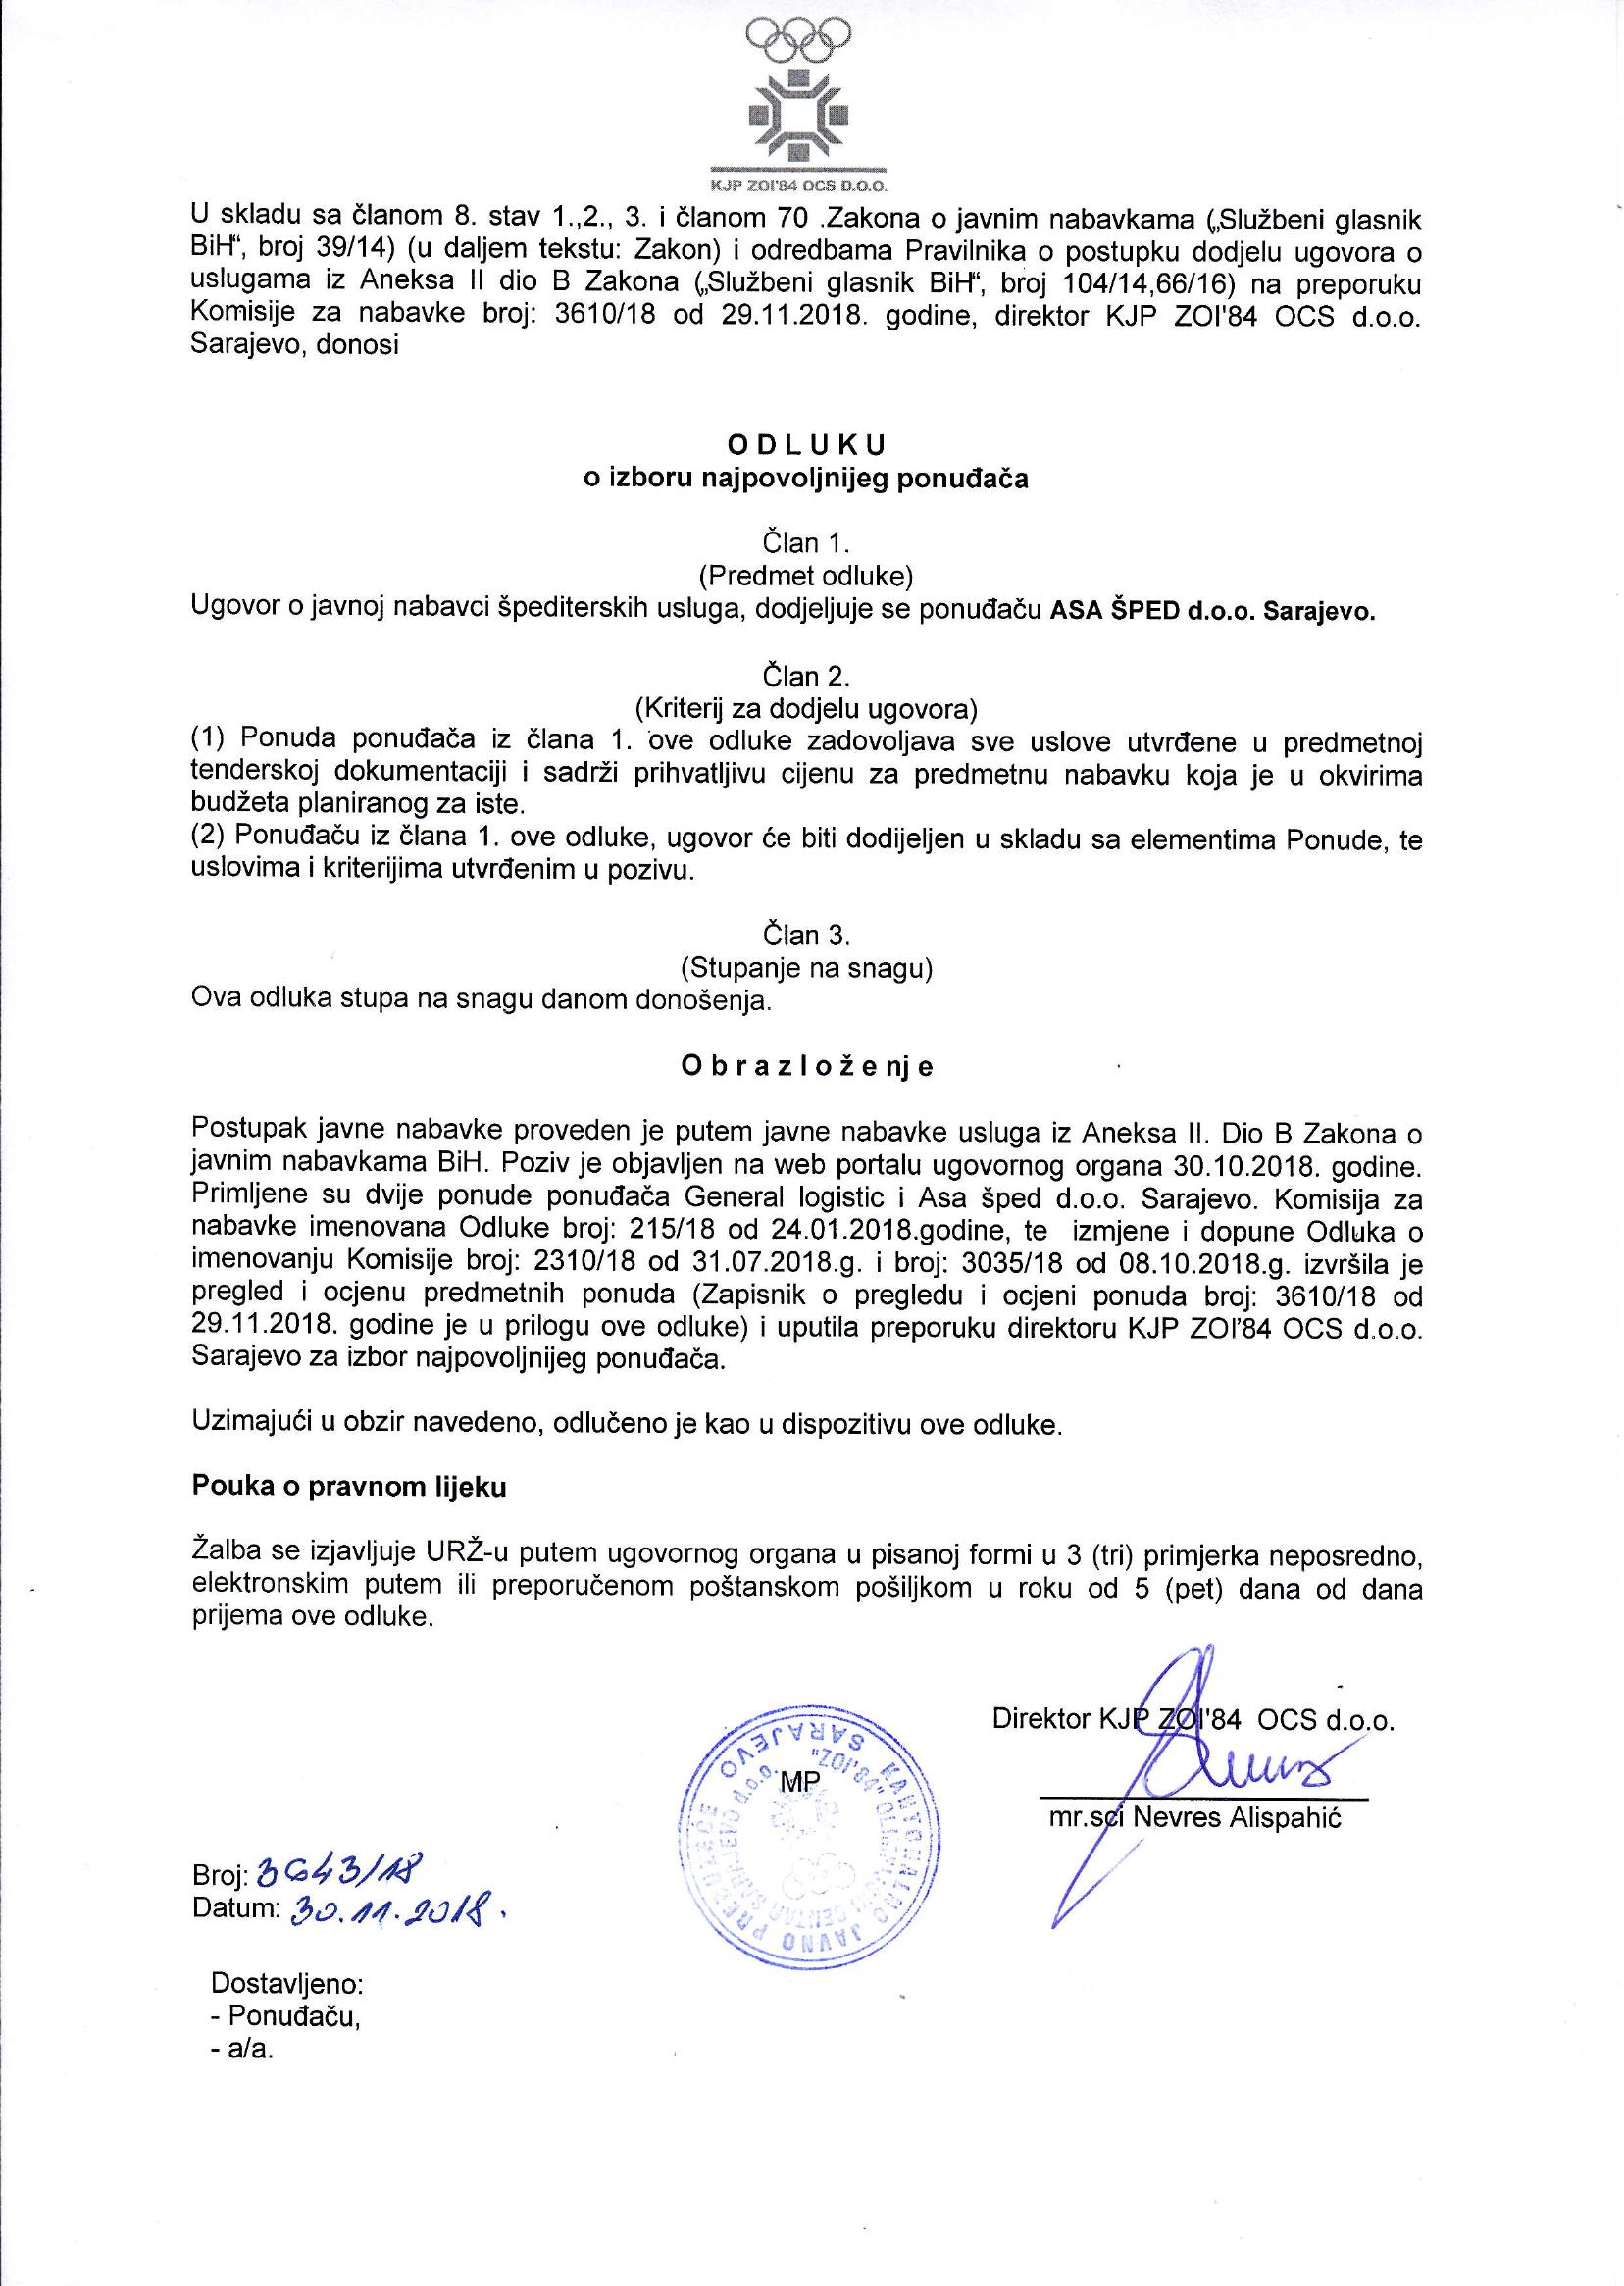 KJP ZOI'84 OCS D.O.O.
U skladu sa članom 8. stav 1.,2., 3. i članom 70 .Zakona o javnim nabavkama („Službeni glasnik
BiH“, broj 39/14) (u daljem tekstu: Zakon) i odredbama Pravilnika o postupku dodjelu ugovora o
uslugama iz Aneksa II dio B Zakona („Službeni glasnik BiH“, broj 104/14,66/16) na preporuku
Komisije za nabavke broj: 3610/18 od 29.11.2018. godine, direktor KJP ZOI'84 OCS d.o.o.
Sarajevo, donosi
O D L U K U
o izboru najpovoljnijeg ponuđača
Član 1.
(Predmet odluke)
Ugovor o javnoj nabavci špediterskih usluga, dodjeljuje se ponuđaču ASA ŠPED d.o.o. Sarajevo.
Član 2.
(Kriterij za dodjelu ugovora)
(1) Ponuda ponuđača iz člana 1. ove odluke zadovoljava sve uslove utvrđene u predmetnoj
tenderskoj dokumentaciji i sadrži prihvatljivu cijenu za predmetnu nabavku koja je u okvirima
budžeta planiranog za iste.
(2) Ponuđaču iz člana 1. ove odluke, ugovor će biti dodijeljen u skladu sa elementima Ponude, te
uslovima i kriterijima utvrđenim u pozivu.
Član 3.
(Stupanje na snagu)
Ova odluka stupa na snagu danom donošenja.
O b r a z l o ž e nj e
Postupak javne nabavke proveden je putem javne nabavke usluga iz Aneksa II. Dio B Zakona o
javnim nabavkama BiH. Poziv je objavljen na web portalu ugovornog organa 30.10.2018. godine.
Primljene su dvije ponude ponuđača General logistic i Asa šped d.o.o. Sarajevo. Komisija za
nabavke imenovana Odluke broj: 215/18 od 24.01.2018.godine, te izmjene i dopune Odluka o
imenovanju Komisije broj: 2310/18 od 31.07.2018.g. i broj: 3035/18 od 08.10.2018.g. izvršila je
pregled i ocjenu predmetnih ponuda (Zapisnik o pregledu i ocjeni ponuda broj: 3610/18 od
29.11.2018. godine je u prilogu ove odluke) i uputila preporuku direktoru KJP ZOI'84 OCS d.o.o.
Sarajevo za izbor najpovoljnijeg ponuđača.
Uzimajući u obzir navedeno, odlučeno je kao u dispozitivu ove odluke.
Pouka o pravnom lijeku
Žalba se izjavljuje URŽ-u putem ugovornog organa u pisanoj formi u 3 (tri) primjerka neposredno,
elektronskim putem ili preporučenom poštanskom pošiljkom u roku od 5 (pet) dana od dana
prijema ove odluke.
Direktor KJP ZOI'84 OCS d.o.o.
MP
KANTONALNO JAVNO PREDUZEĆE SARAJEVO
"ZOI'84" OLIMPIJSKI CENTAR SARAJEVO d.o.o.
mr.sci Nevres Alispahić
Broj: 3643/18
Datum: 30.11.2018.
Dostavljeno:
- Ponuđaču,
- a/a.